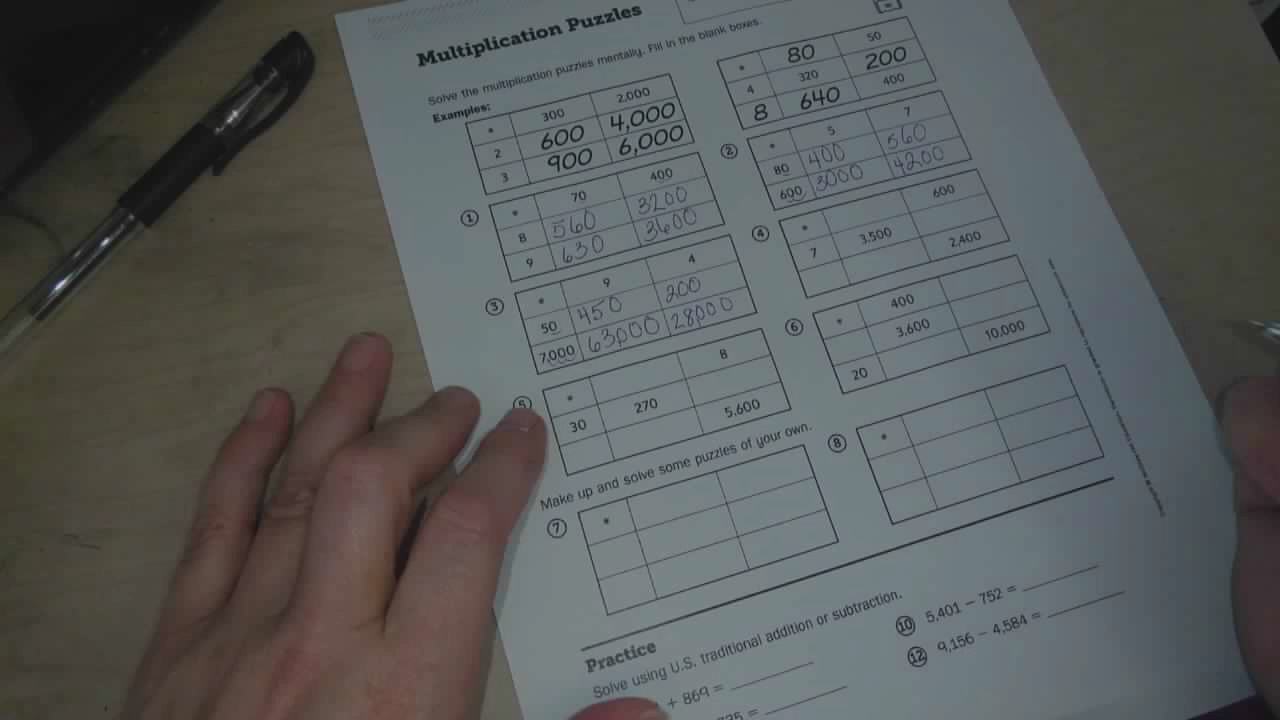 Multiplication Puzzles
Solve the multiplication puzzles mentally. Fill in the blank boxes.
Examples:
* 300 2,000
2 600 4,000
3 900 6,000
* 80 50
4 320 200
8 640 400
① * 70 400
8 560 3200
9 630 3600
② * 5 7
80 400 560
600 3000 4200
③ * 9 4
50 450 200
7,000 63000 28000
④ * 600
7 3,500
2,400
⑤ * 8
30 270
5,600
⑥ * 400
3,600
20 10,000
Make up and solve some puzzles of your own.
⑦ *
⑧ *
Practice
Solve using U.S. traditional addition or subtraction.
+ 869 =
⑩ 5,401 − 752 =
⑫ 9,156 − 4,584 =